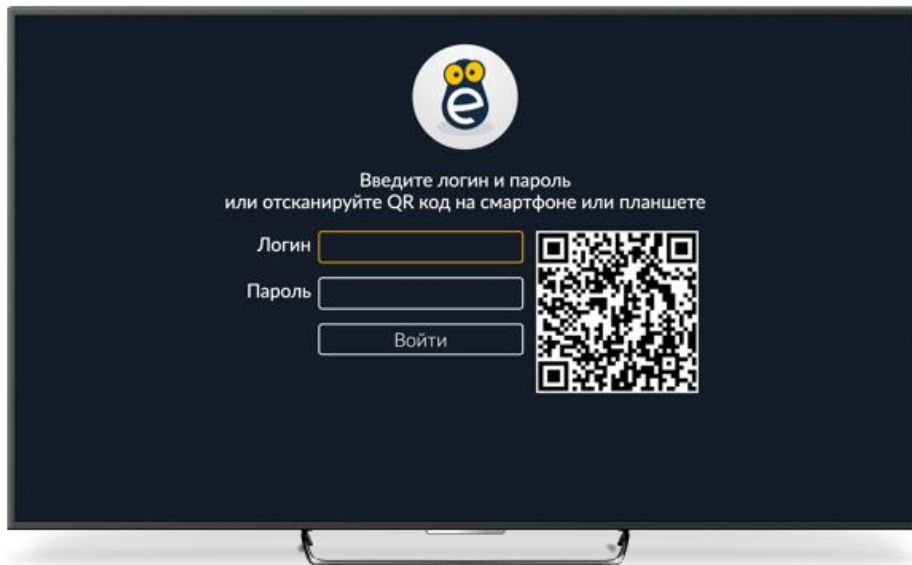 e
Введите логин и пароль
или отсканируйте QR код на смартфоне или планшете
Логин
Пароль
Войти